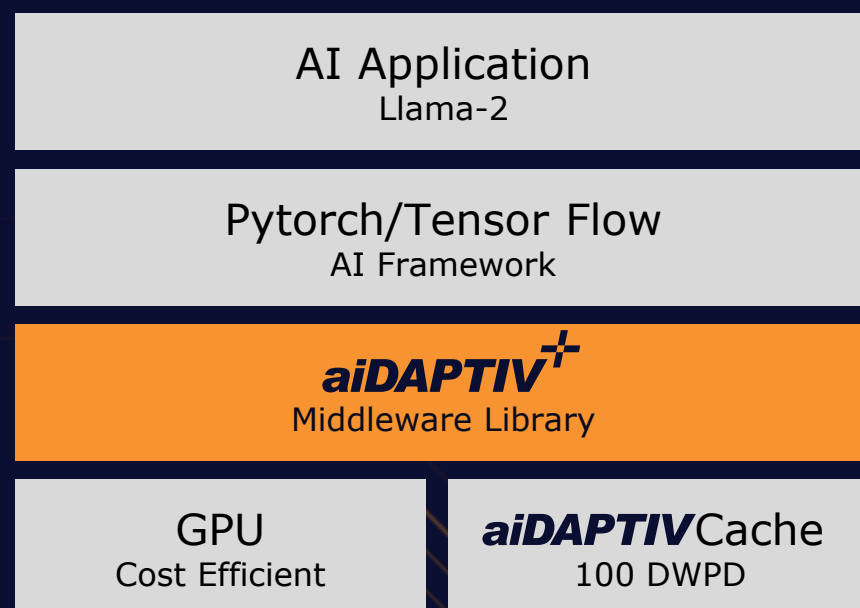 AI Application
Llama-2
Pytorch/Tensor Flow
AI Framework
aiDAPTIV+
Middleware Library
GPU
Cost Efficient
aiDAPTIVCache
100 DWPD